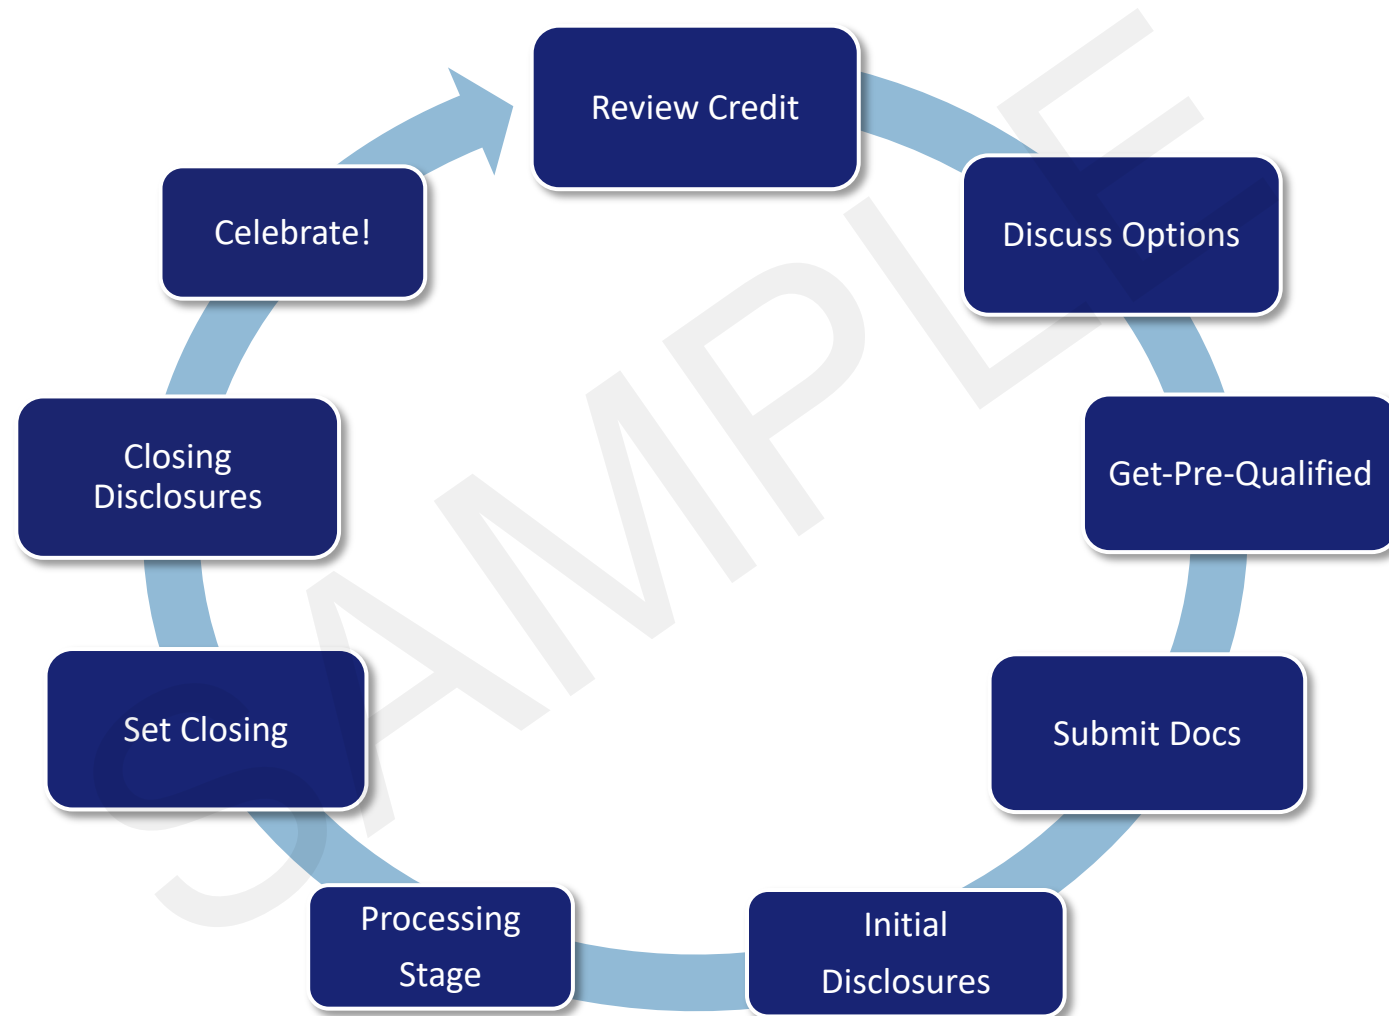 Review Credit
Discuss Options
Get-Pre-Qualified
Submit Docs
Initial
Disclosures
Processing
Stage
Set Closing
Closing
Disclosures
Celebrate!
SAMPLE